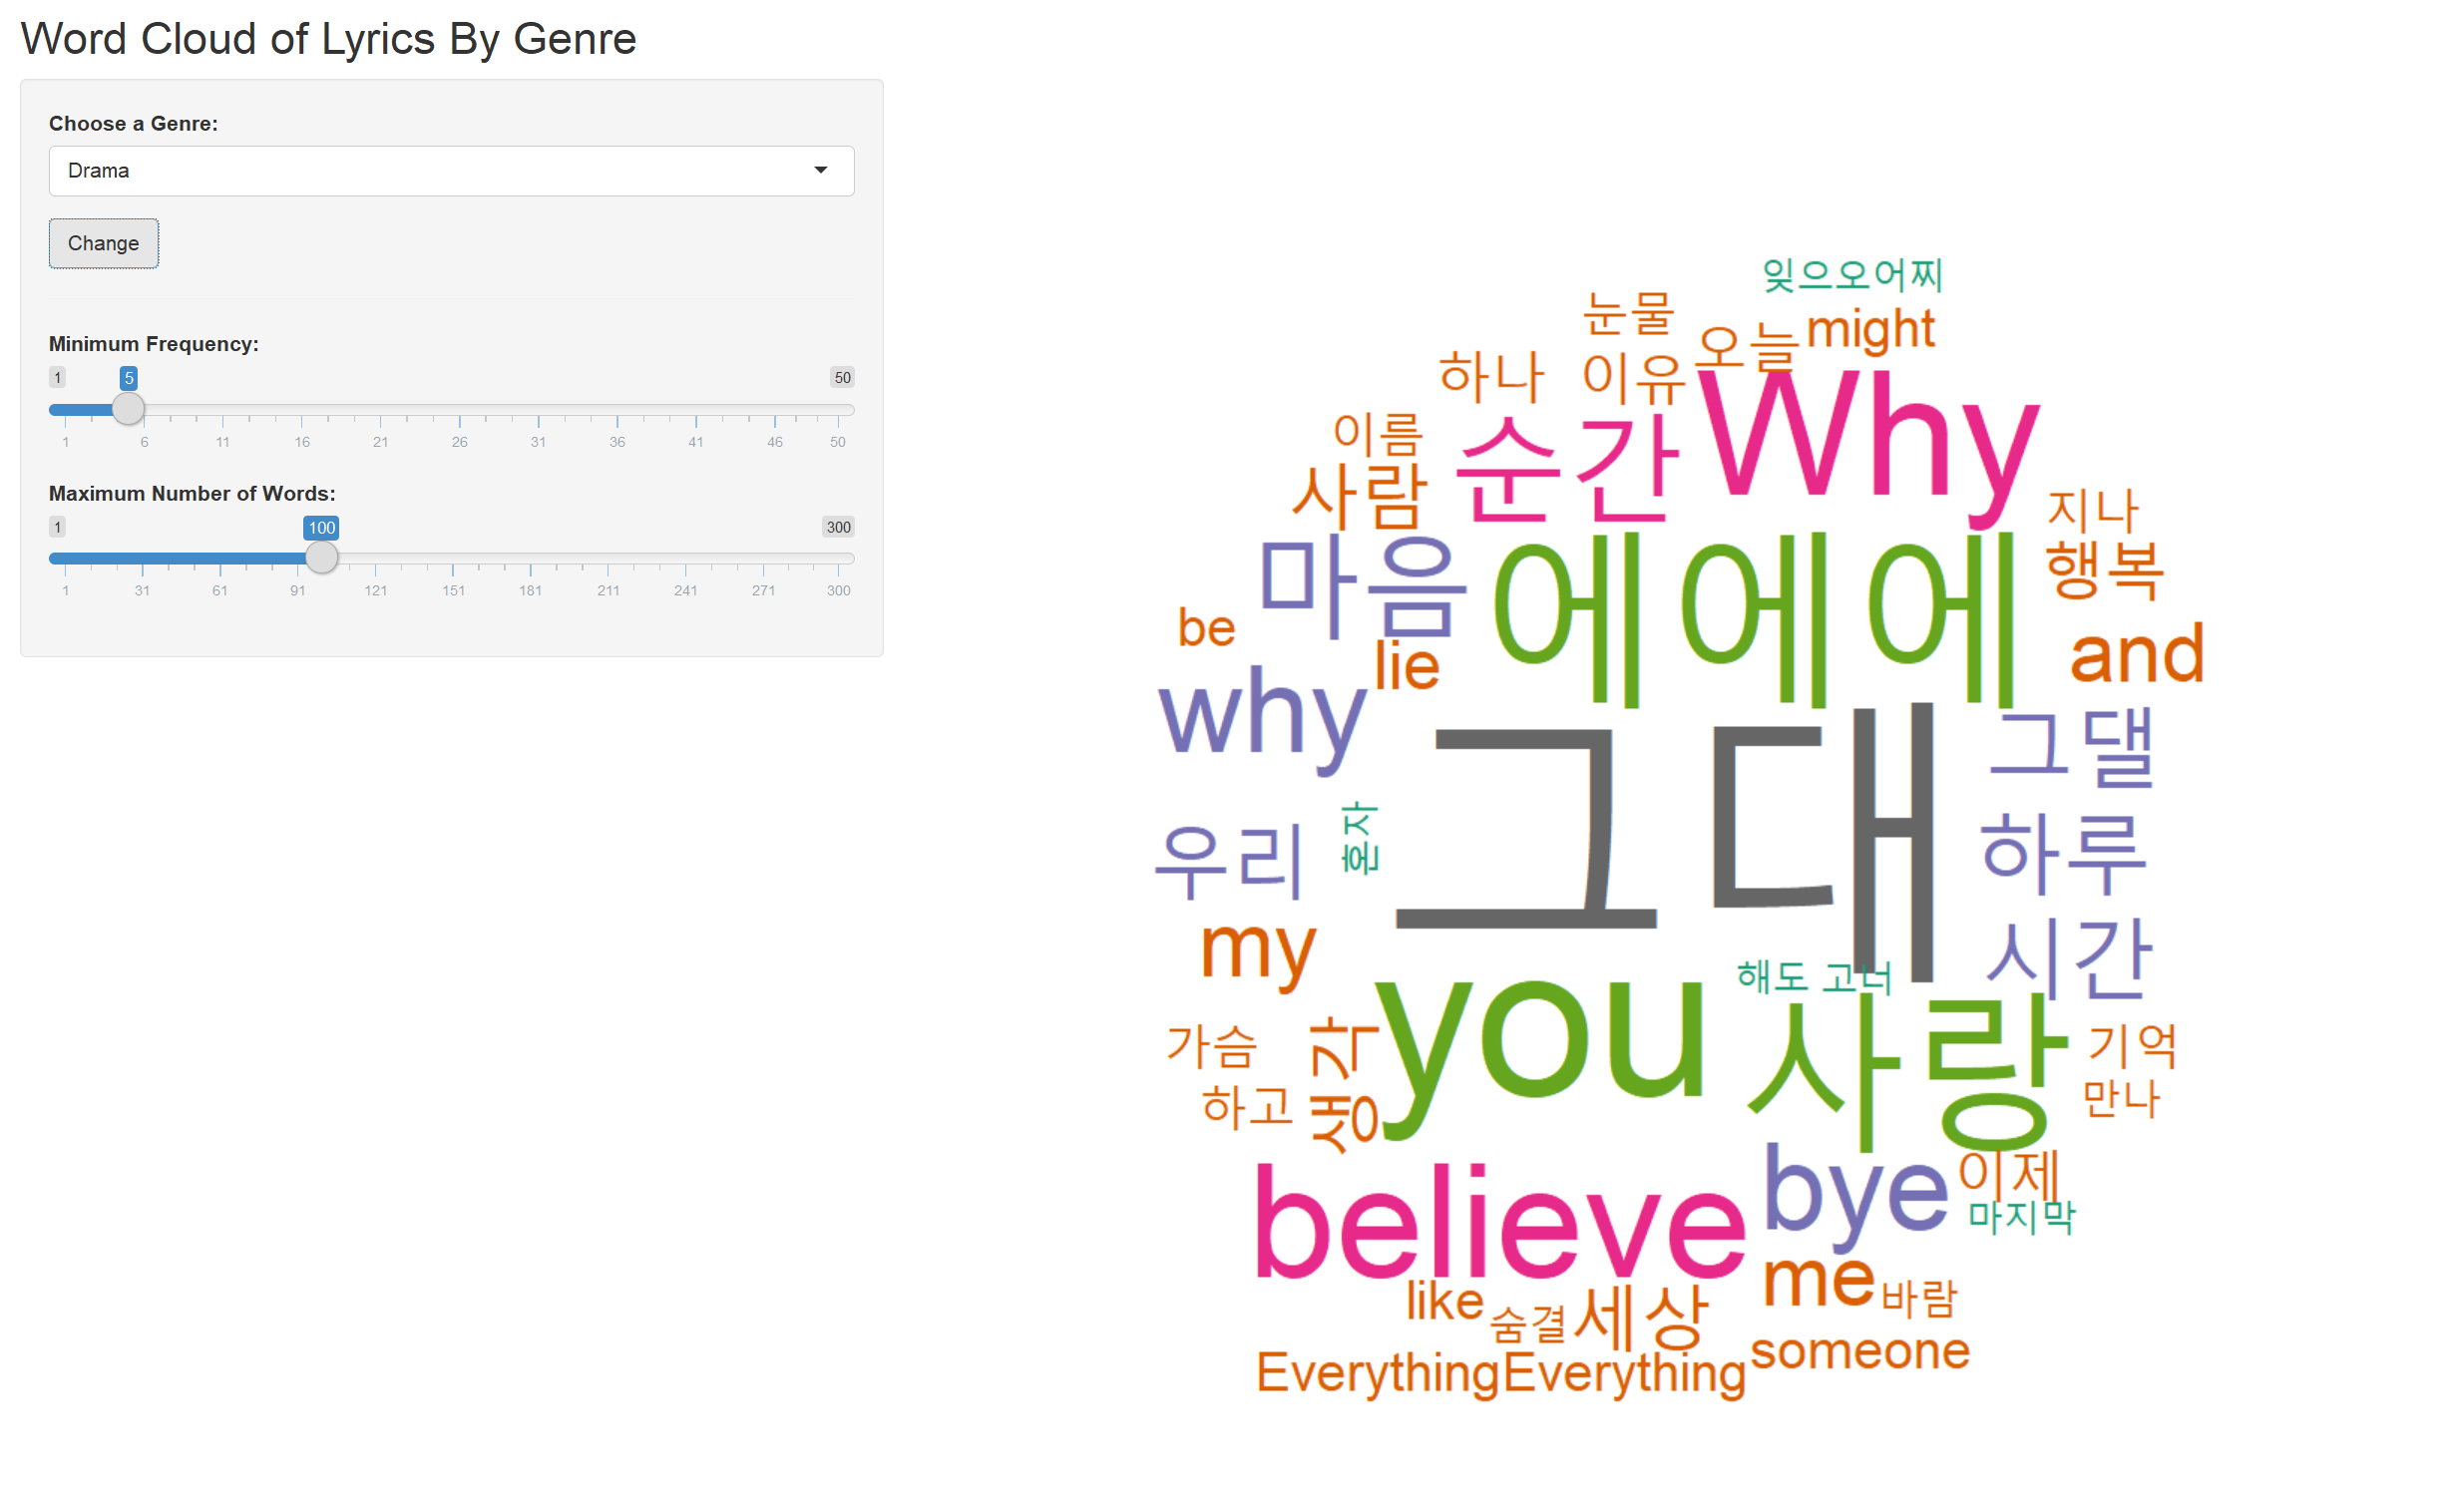 Word Cloud of Lyrics By Genre
Choose a Genre:
Drama
Change
Minimum Frequency:
1 5 50
1 6 11 16 21 26 31 36 41 46 50
Maximum Number of Words:
1 100 300
1 31 61 91 121 151 181 211 241 271 300
잊으오어찌
눈물
오늘 might
하나 이유
Why
이름
순간
사람
지나
마음 에에에 행복
be
lie
and
why
그대
그댈
우리
혼자
하루
my
시간
해도 고너
you
사랑
가슴
생각
기억
하고
만나
believe
bye
이제
마지막
me 바람
like 숨결 세상
EverythingEverything someone